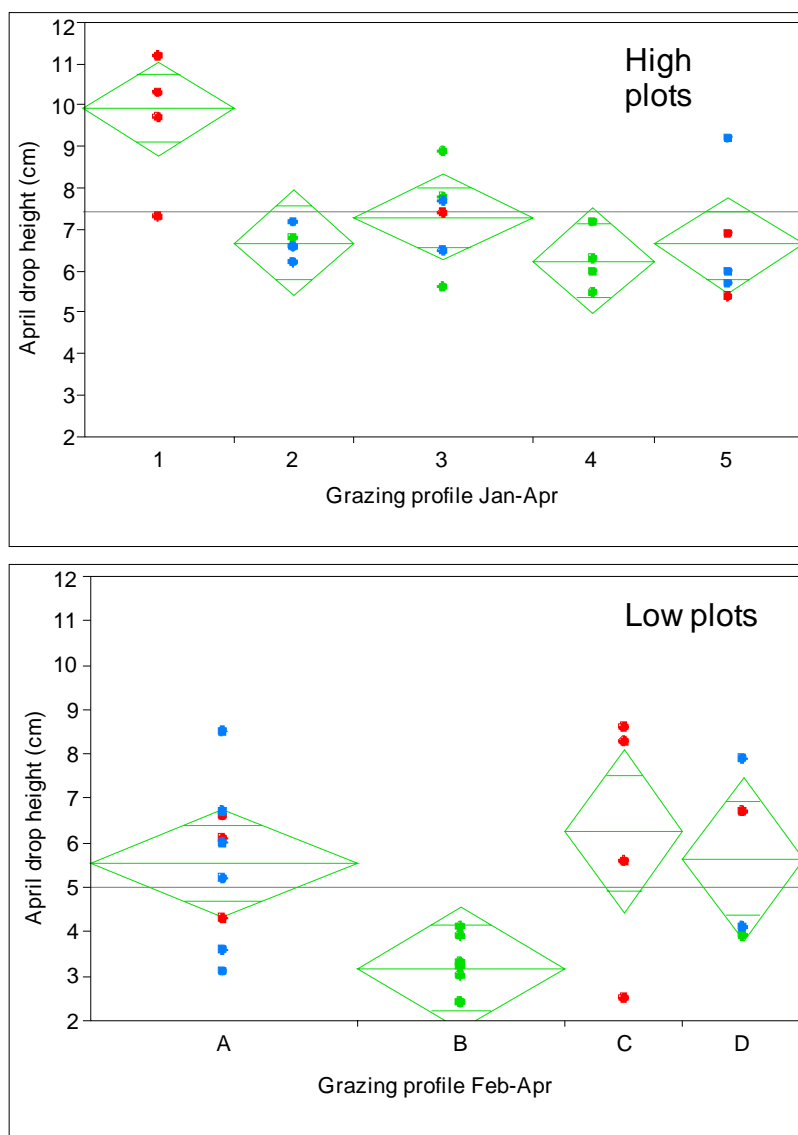 High
plots
April drop height (cm)
12
11
10
9
8
7
6
5
4
3
2
1 2 3 4 5
Grazing profile Jan-Apr
Low plots
April drop height (cm)
12
11
10
9
8
7
6
5
4
3
2
A B C D
Grazing profile Feb-Apr